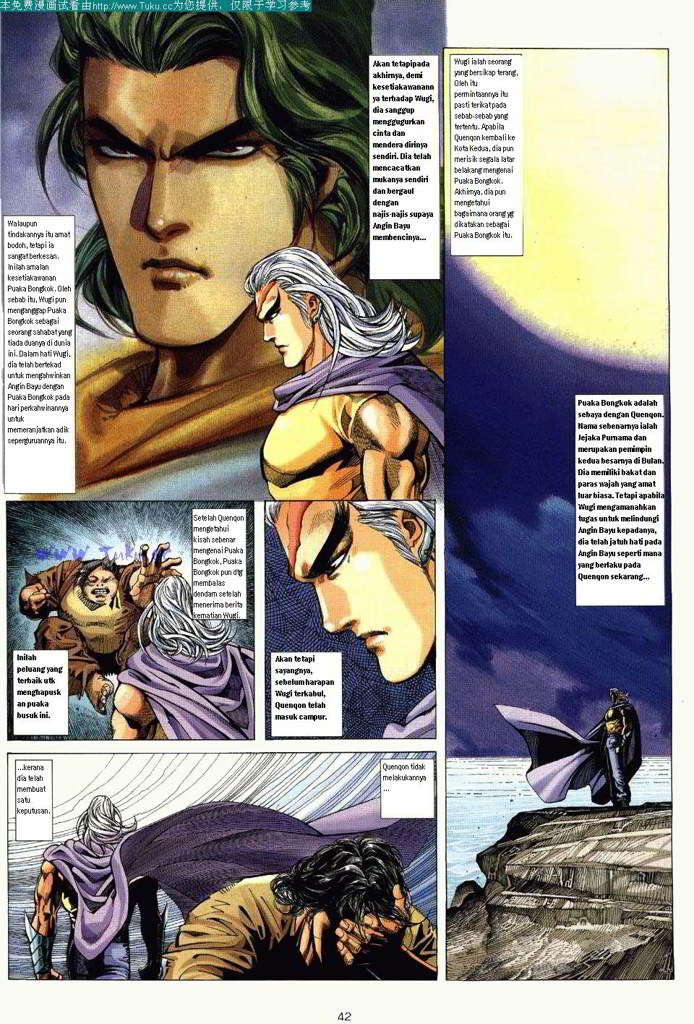 本免费漫画试看由http://www.Tuku.cc为您提供，仅限于学习参考
Wugi ialah seorang
yang bersikap terang.
Oleh itu
permintaannya itu
pasti terikat pada
sebab-sebab yang
tertentu. Apabila
Quenqon kembali ke
Kota Kedua, dia pun
merisik segala latar
belakang mengenai
Puaka Bongkok.
Akhirnya, dia pun
mengetahui
bagaimana orang yg
dikatakan sebagai
Puaka Bongkok itu.
Puaka Bongkok adalah
sebaya dengan Quenqon.
Nama sebenarnya ialah
Jejaka Purnama dan
merupakan pemimpin
kedua besarnya di Bulan.
Dia memiliki bakat dan
paras wajah yang amat
luar biasa. Tetapi apabila
Wugi mengamanahkan
tugas untuk melindungi
Angin Bayu kepadanya,
dia telah jatuh hati pada
Angin Bayu seperti mana
yang berlaku pada
Quenqon sekarang...
Akan tetapipada
akhirnya, demi
kesetiakawanann
ya terhadap Wugi,
dia sanggup
menggugurkan
cinta dan
mendera dirinya
sendiri. Dia telah
mencacatkan
mukanya sendiri
dan bergaul
dengan
najis-najis supaya
Angin Bayu
membencinya...
Walaupun
tindakannya itu amat
bodoh, tetapi ia
sangat berkesan.
Inilah amalan
kesetiakawanan
Puaka Bongkok. Oleh
sebab itu, Wugi pun
menganggap Puaka
Bongkok sebagai
seorang sahabat yang
tiada duanya di dunia
ini. Dalam hati Wugi,
dia telah bertekad
untuk mengahwinkan
Angin Bayu dengan
Puaka Bongkok pada
hari perkahwinannya
untuk
memeranjatkan adik
seperguruannya itu.
Akan tetapi
sayangnya,
sebelum harapan
Wugi terkabul,
Quenqon telah
masuk campur.
Setelah Quenqon
mengetahui
kisah sebenar
mengenai Puaka
Bongkok, Puaka
Bongkok pun dtg
membalas
dendam setelah
menerima berita
kematian Wugi.
www.Tuku.cc
Inilah
peluang yang
terbaik utk
menghapusk
an puaka
busuk ini.
Quenqon tidak
melakukannya
...
...kerana
dia telah
membuat
satu
keputusan.
42